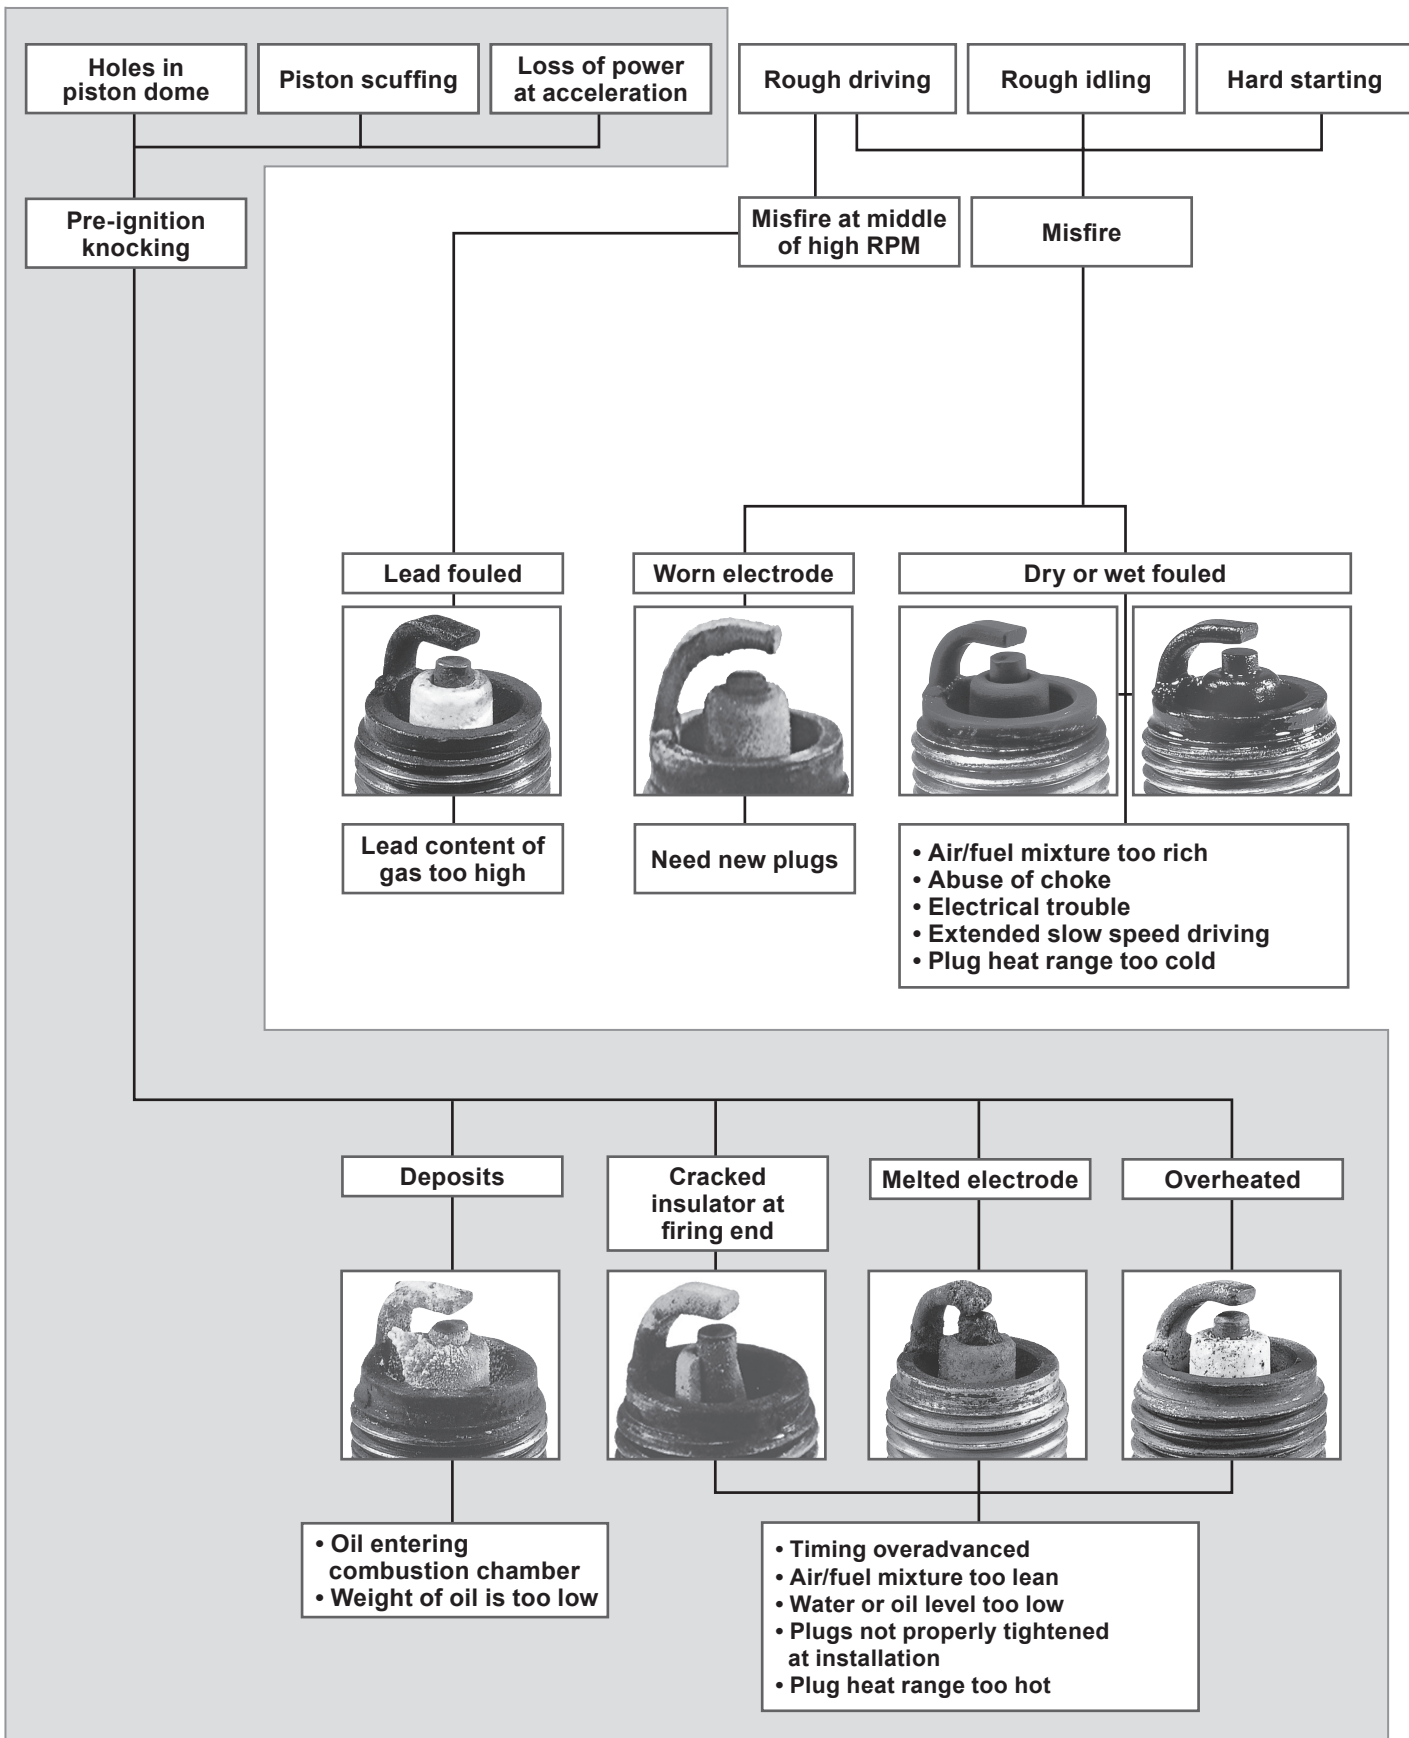 Holes in
piston dome
Piston scuffing
Loss of power
at acceleration
Rough driving
Rough idling
Hard starting
Pre-ignition
knocking
Misfire at middle
of high RPM
Misfire
Lead fouled
Worn electrode
Dry or wet fouled
Lead content of
gas too high
Need new plugs
• Air/fuel mixture too rich
• Abuse of choke
• Electrical trouble
• Extended slow speed driving
• Plug heat range too cold
Deposits
Cracked
insulator at
firing end
Melted electrode
Overheated
• Oil entering
combustion chamber
• Weight of oil is too low
• Timing overadvanced
• Air/fuel mixture too lean
• Water or oil level too low
• Plugs not properly tightened
at installation
• Plug heat range too hot